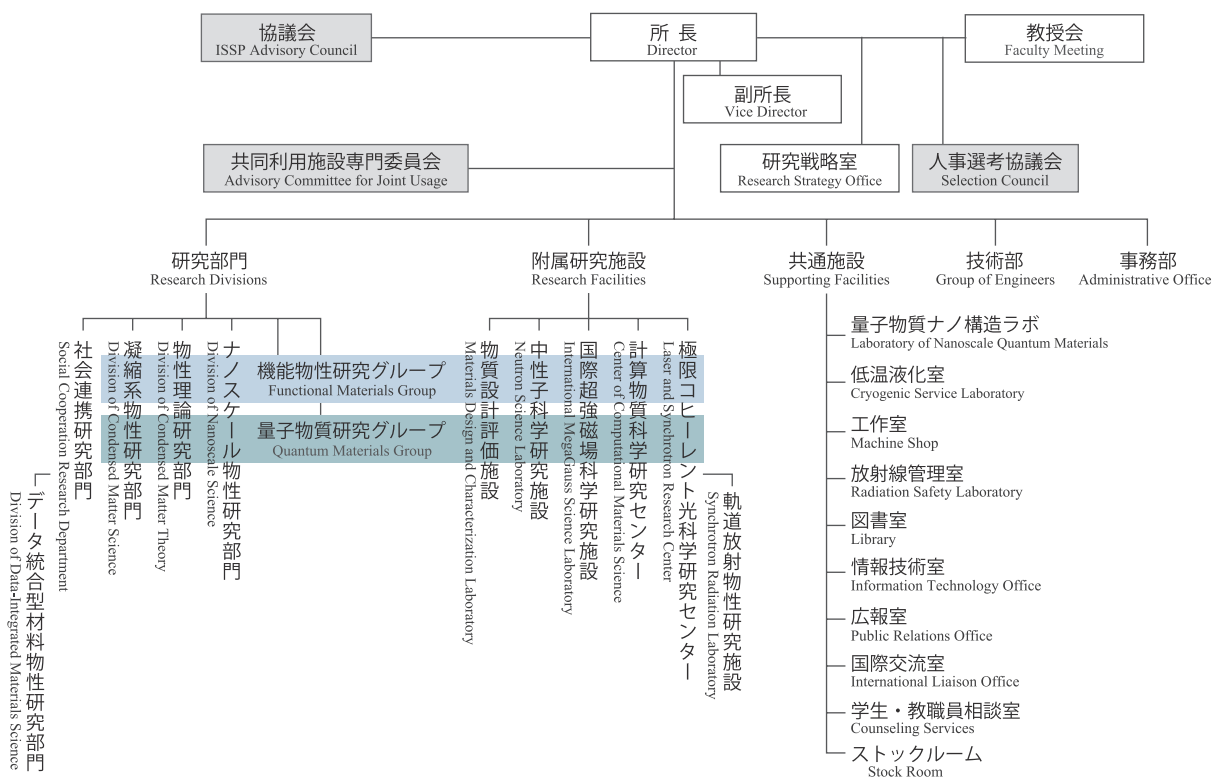 協議会
ISSP Advisory Council
所 長
Director
教授会
Faculty Meeting
副所長
Vice Director
共同利用施設専門委員会
Advisory Committee for Joint Usage
研究戦略室
Research Strategy Office
人事選考協議会
Selection Council
研究部門
Research Divisions
附属研究施設
Research Facilities
共通施設
Supporting Facilities
技術部
Group of Engineers
事務部
Administrative Office
データ統合型材料物性研究部門
Division of Data-Integrated Materials Science
社会連携研究部門
Social Cooperation Research Department
凝縮系物性研究部門
Division of Condensed Matter Science
物性理論研究部門
Division of Condensed Matter Theory
ナノスケール物性研究部門
Division of Nanoscale Science
機能物性研究グループ
Functional Materials Group
量子物質研究グループ
Quantum Materials Group
物質設計評価施設
Materials Design and Characterization Laboratory
中性子科学研究施設
Neutron Science Laboratory
国際超強磁場科学研究施設
International MegaGauss Science Laboratory
計算物質科学研究センター
Center of Computational Materials Science
極限コヒーレント光科学研究センター
Laser and Synchrotron Research Center
軌道放射物性研究施設
Synchrotron Radiation Laboratory
量子物質ナノ構造ラボ
Laboratory of Nanoscale Quantum Materials
低温液化室
Cryogenic Service Laboratory
工作室
Machine Shop
放射線管理室
Radiation Safety Laboratory
図書室
Library
情報技術室
Information Technology Office
広報室
Public Relations Office
国際交流室
International Liaison Office
学生・教職員相談室
Counseling Services
ストックルーム
Stock Room